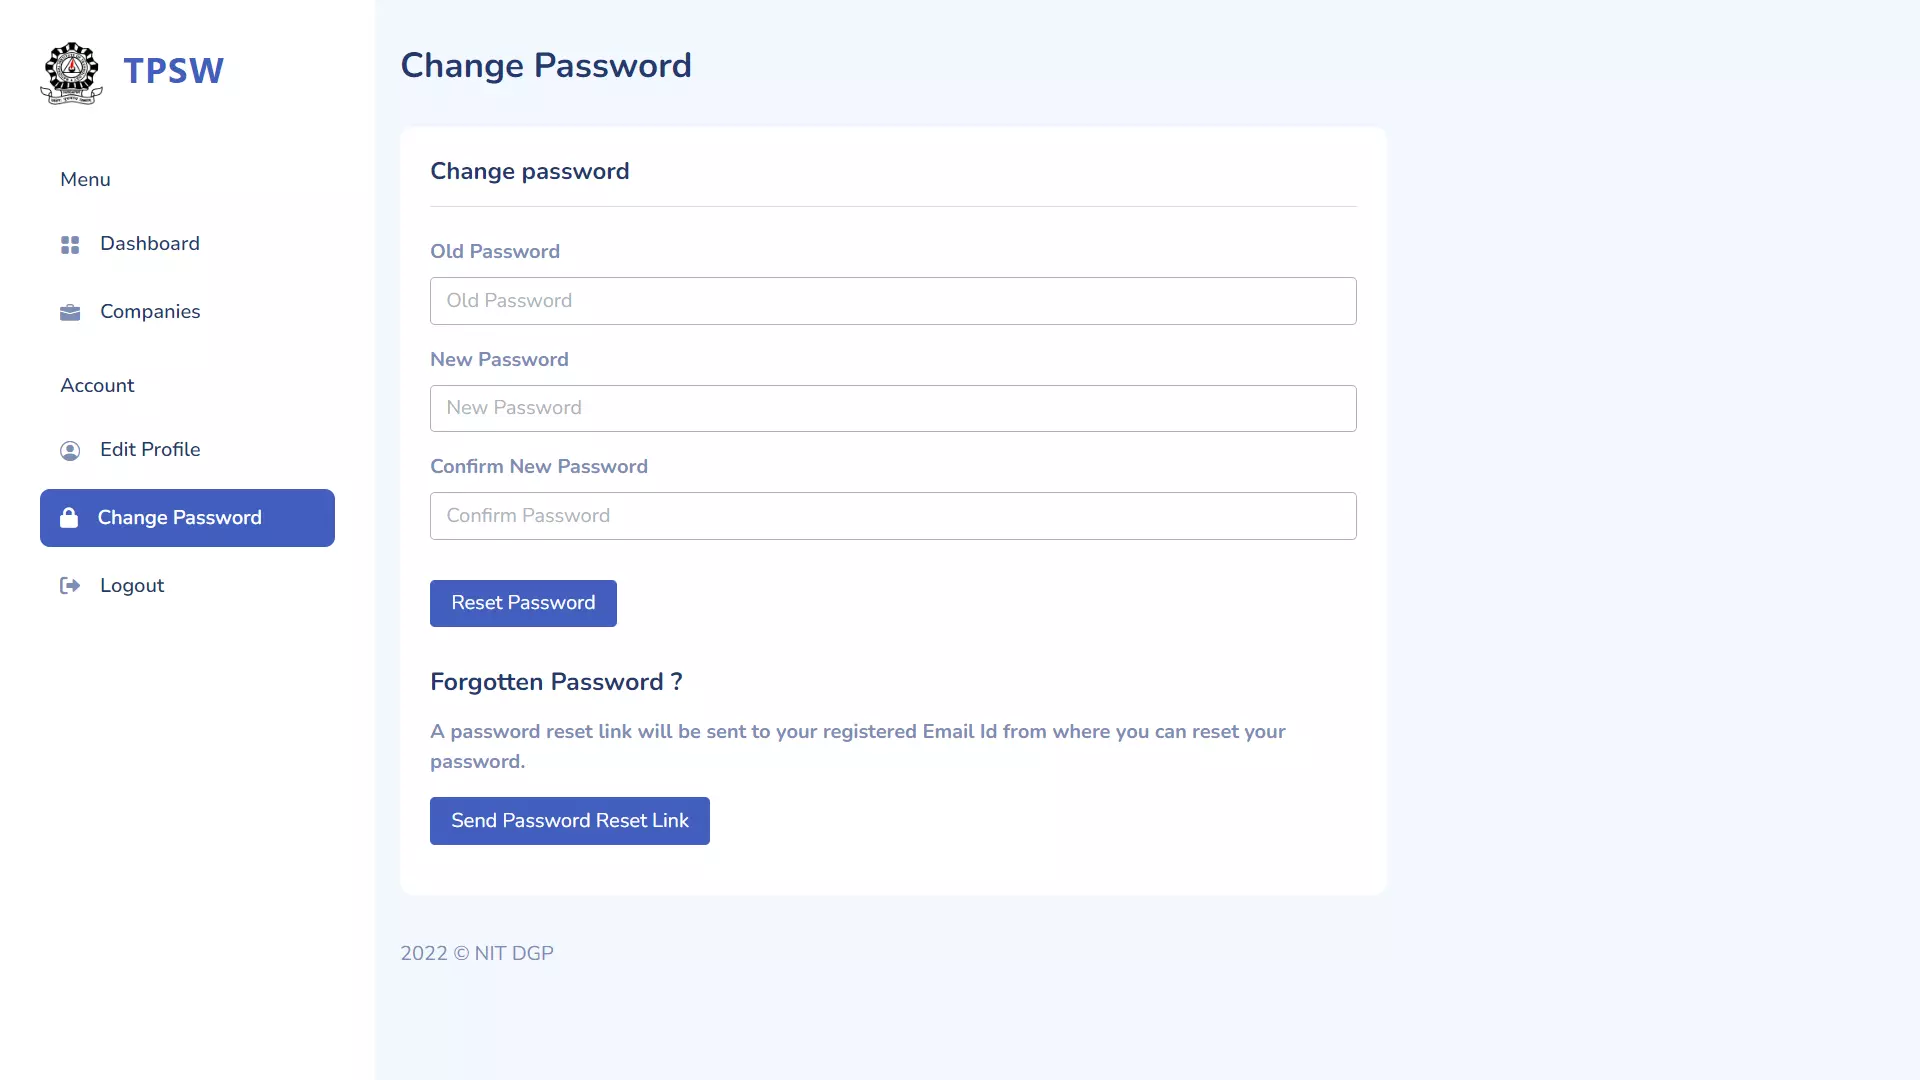 TPSW
Menu
Dashboard
Companies
Account
Edit Profile
Change Password
Logout
Change Password
Change password
Old Password
Old Password
New Password
New Password
Confirm New Password
Confirm Password
Reset Password
Forgotten Password ?
A password reset link will be sent to your registered Email Id from where you can reset your
password.
Send Password Reset Link
2022 © NIT DGP